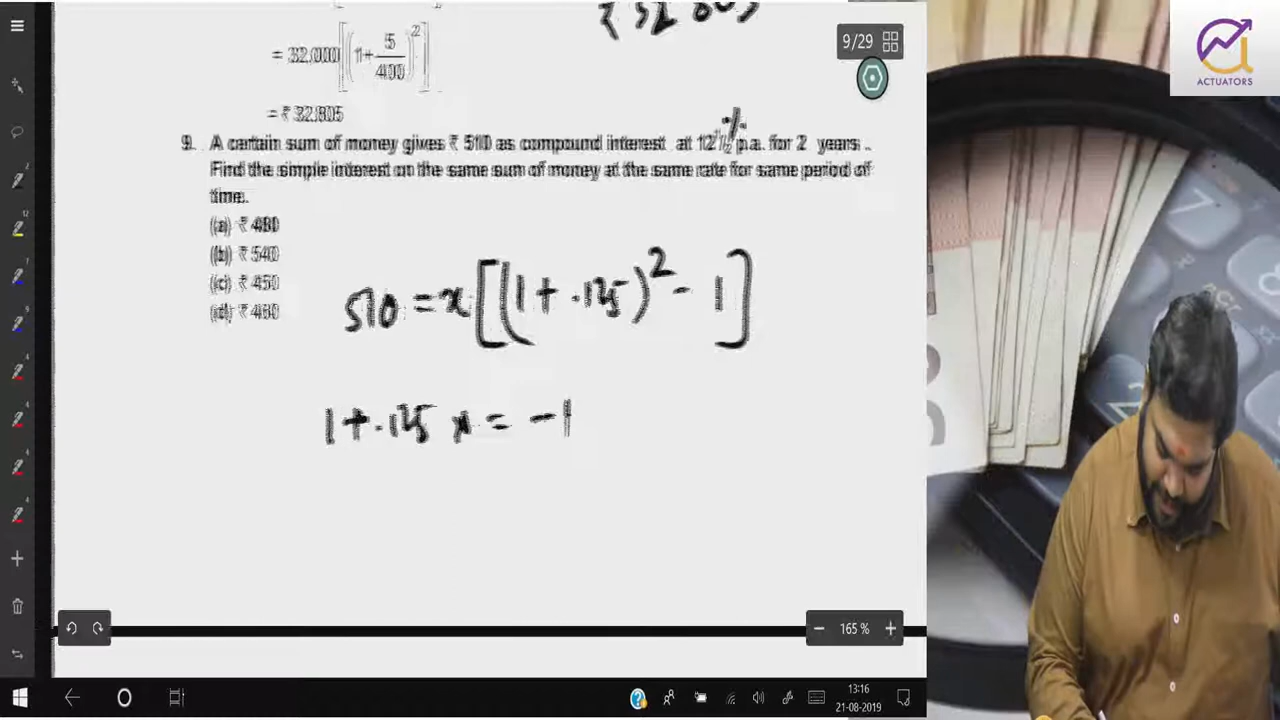 = 32,000[(1+ 5/400)²]
= ₹ 32,805
9/29
ACTUATORS
9. A certain sum of money gives ₹ 510 as compound interest at 12 1/2 % p.a. for 2 years .
Find the simple interest on the same sum of money at the same rate for same period of
time.
(a)
(b) ₹ 540
(c) ₹ 450
(d)
510 = x[(1 + .125)² - 1]
1 + .125 x = -1
165 %
13:16
21-08-2019